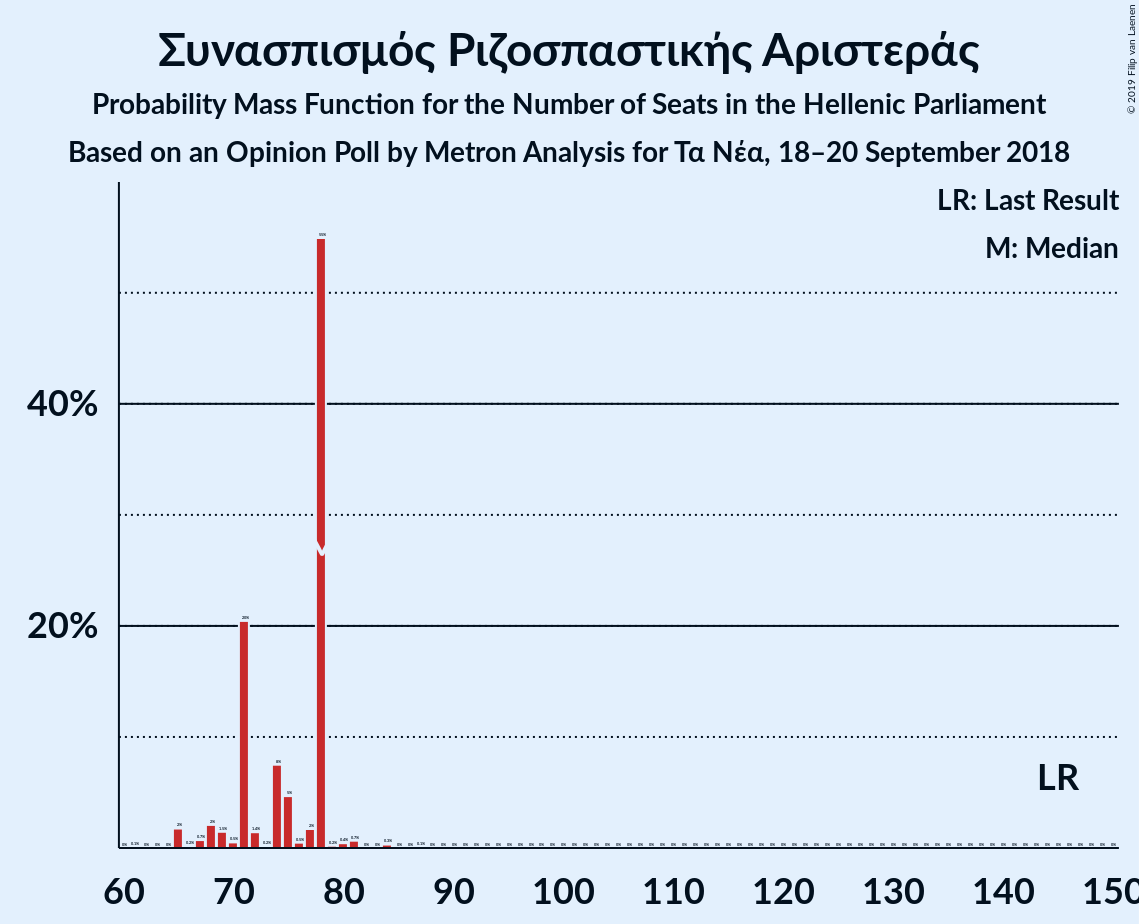 Συνασπισμός Ριζοσπαστικής Αριστεράς
Probability Mass Function for the Number of Seats in the Hellenic Parliament
Based on an Opinion Poll by Metron Analysis for Τα Νέα, 18–20 September 2018
© 2019 Filip van Laenen
LR: Last Result
M: Median
40%
20%
LR
60 70 80 90 100 110 120 130 140 150